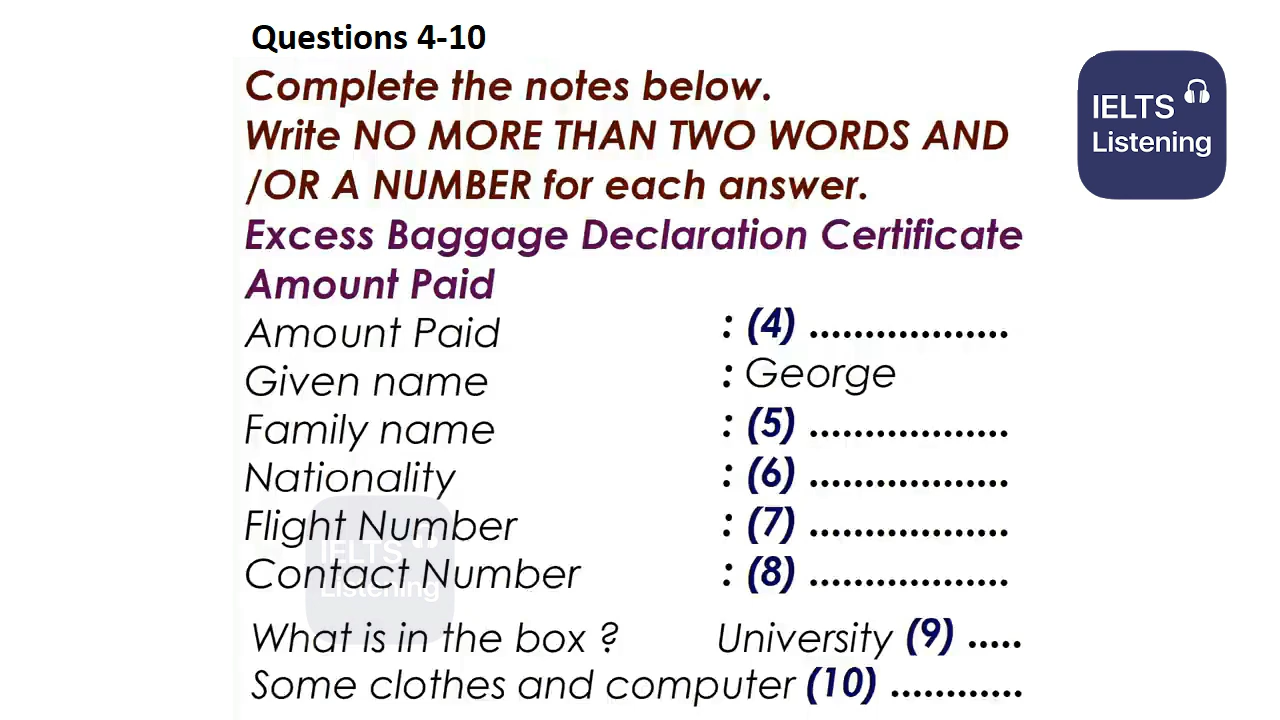 Questions 4-10
Complete the notes below.
Write NO MORE THAN TWO WORDS AND
/OR A NUMBER for each answer.
Excess Baggage Declaration Certificate
Amount Paid
Amount Paid : (4) ..................
Given name : George
Family name : (5) ..................
Nationality : (6) ..................
Flight Number : (7) ..................
Contact Number : (8) ..................
What is in the box ? University (9) .....
Some clothes and computer (10) ............
IELTS
Listening
IELTS
Listening